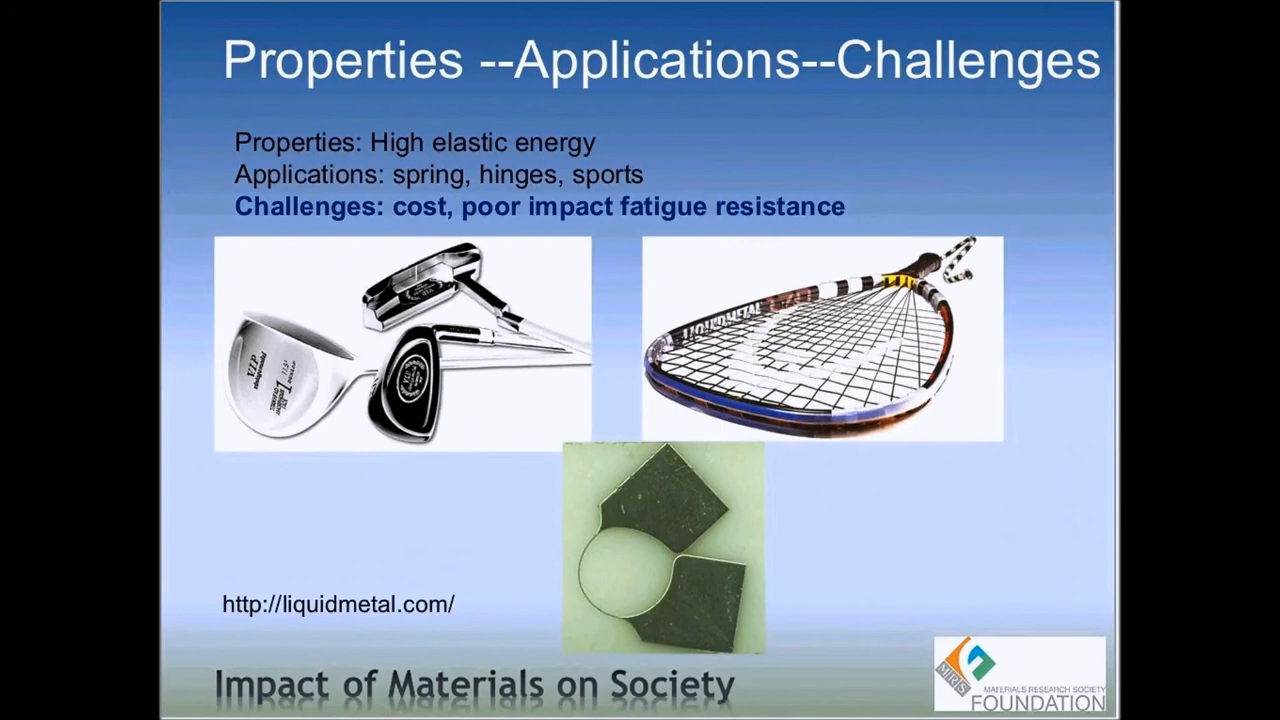 Properties --Applications--Challenges
Properties: High elastic energy
Applications: spring, hinges, sports
Challenges: cost, poor impact fatigue resistance
V.I.P
LIQUIDMETAL
http://liquidmetal.com/
Impact of Materials on Society
MRS
MATERIALS RESEARCH SOCIETY
FOUNDATION